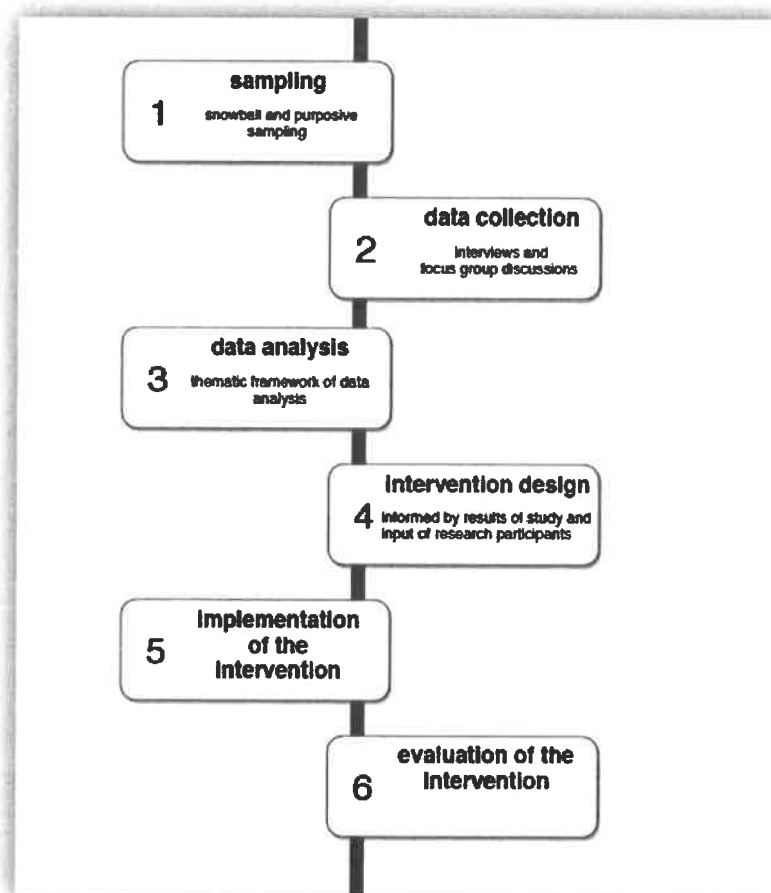 1
sampling
snowball and purposive
sampling
2
data collection
interviews and
focus group discussions
3
data analysis
thematic framework of data
analysis
4
intervention design
informed by results of study and
input of research participants
5
implementation
of the
intervention
6
evaluation of the
intervention